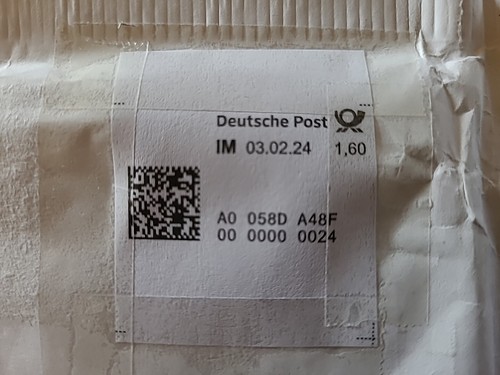 Deutsche Post
IM 03.02.24 1,60
A0 058D A48F
00 0000 0024